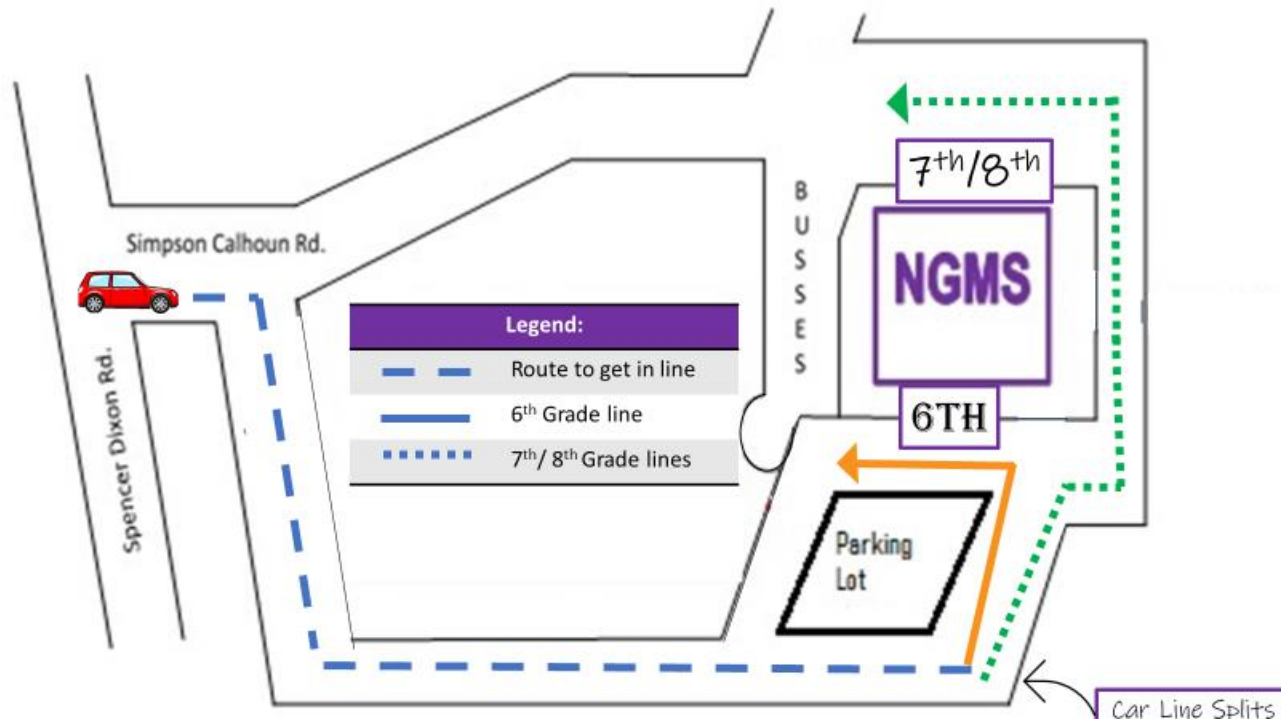 7th/8th
BUSSES
Simpson Calhoun Rd.
NGMS
Legend:
Route to get in line
6th Grade line
7th/ 8th Grade lines
Spencer Dixon Rd.
6TH
Parking
Lot
Car Line Splits